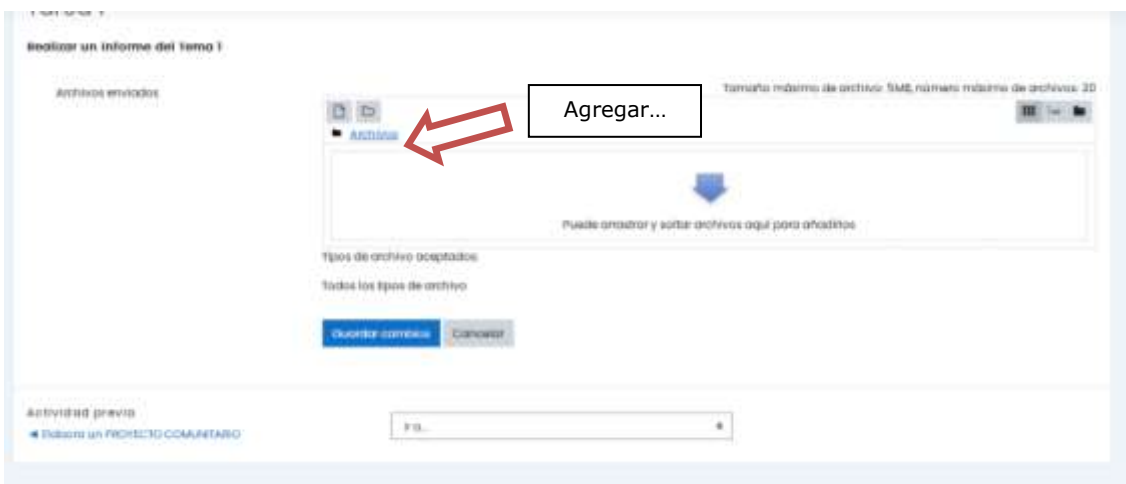 Tarea 1
Realizar un informe del Tema 1
Archivos enviados
Tamaño máximo de archivo: 5MB, número máximo de archivos: 20
Agregar...
Archivos
Puede arrastrar y soltar archivos aquí para añadirlos
Tipos de archivo aceptados:
Todos los tipos de archivo
Guardar cambios
Cancelar
Actividad previa
◄ Elabora un PROYECTO COMUNITARIO
Ir a...